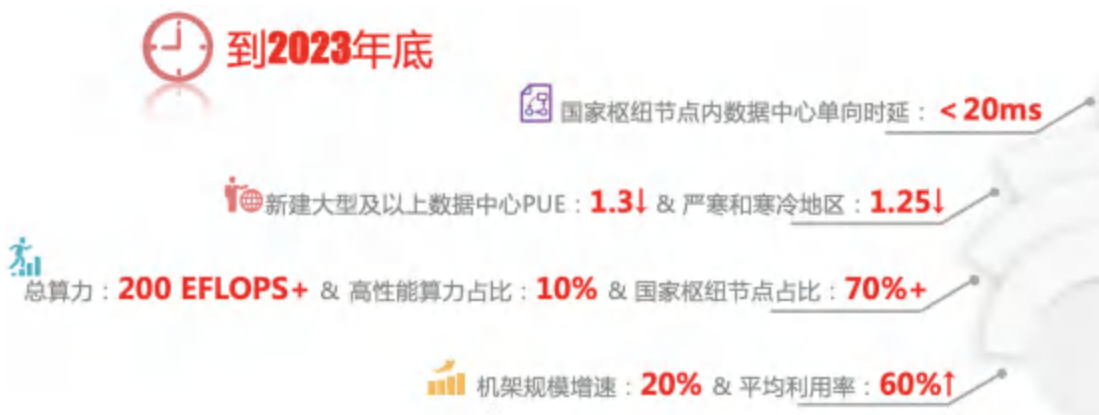 到2023年底
国家枢纽节点内数据中心单向时延：＜20ms
新建大型及以上数据中心PUE：1.3↓ & 严寒和寒冷地区：1.25↓
总算力：200 EFLOPS+ & 高性能算力占比：10% & 国家枢纽节点占比：70%+
机架规模增速：20% & 平均利用率：60%↑